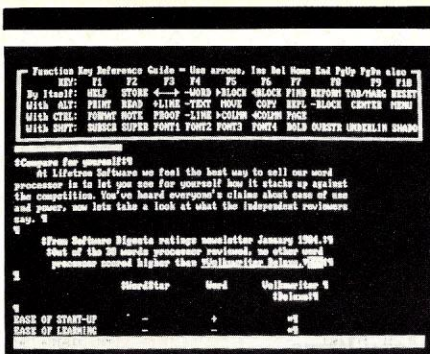 Function Key Reference Guide - Use arrows, Ins Del Home End PgUp PgDn also
KEY: F1 F2 F3 F4 F5 F6 F7 F8 F9 F10
By Itself: HELP STORE ←——→ -WORD +BLOCK ◄BLOCK FIND REFORM TAB/MARG RESET
With ALT: PRINT READ +LINE -TEXT MOVE COPY REPL -BLOCK CENTER MENU
With CTRL: FORMAT NOTE PROOF -LINE +COLMN ◄COLMN PAGE
With SHFT: SUBSCR SUPER FONT1 FONT2 FONT3 FONT4 BOLD OVRSTR UNDERLIN SHADO
Compare for yourself!¶
At Lifetree Software we feel the best way to sell our word
processor is to let you see for yourself how it stacks up against
the competition. You've heard everyone's claims about ease of use
and power, now lets take a look at what the independent reviewers
say. ¶
¶
From Software Digests ratings newsletter January 1984.¶
Out of the 30 words processor reviewed, no other word
processor scored higher than Volkswriter Deluxe.¶
¶
WordStar Word Volkswriter ¶
Deluxe¶
¶
EASE OF START-UP - + =¶
EASE OF LEARNING - - =¶